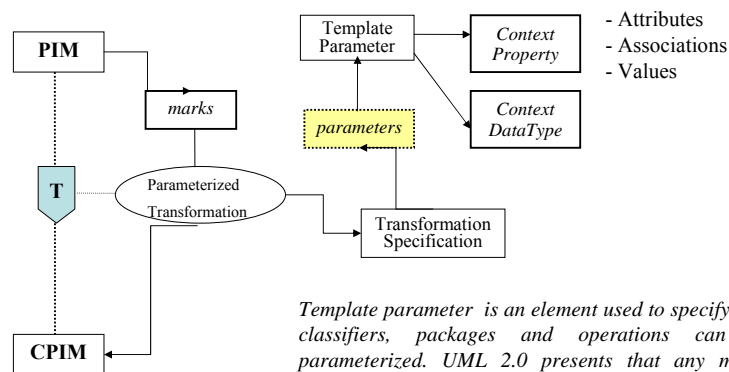 PIM
marks
T
Parameterized
Transformation
CPIM
Template
Parameter
parameters
Context
Property
Context
DataType
- Attributes
- Associations
- Values
Transformation
Specification
Template parameter is an element used to specify
classifiers, packages and operations can
parameterized. UML 2.0 presents that any m